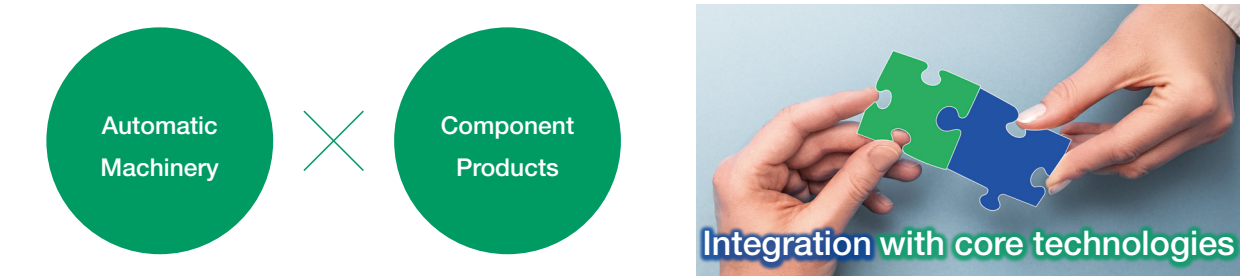 Automatic
Machinery
Component
Products
Integration with core technologies